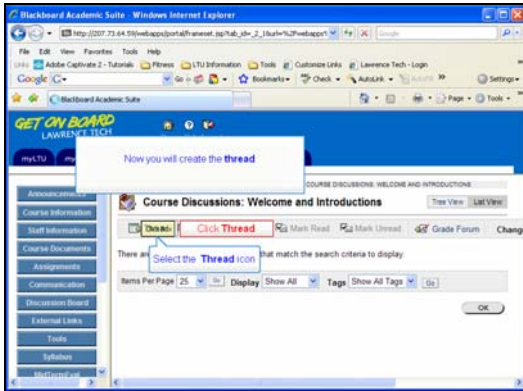 Blackboard Academic Suite - Windows Internet Explorer
File Edit View Favorites Tools Help
Links Adobe Captivate 2 - Tutorials Fitness LTU Information Tools Customize Links Lawrence Tech - Login
Google G Go Bookmarks Check AutoLink Settings
Blackboard Academic Suite Page Tools
GET ON BOARD
LAWRENCE TECH
myLTU
Now you will create the thread
COURSE DISCUSSIONS: WELCOME AND INTRODUCTIONS
Announcements
Course Information
Staff Information
Course Documents
Assignments
Communication
Discussion Board
External Links
Tools
Syllabus
MidTermEval
Course Discussions: Welcome and Introductions
Tree View List View
Click Thread Mark Read Mark Unread Grade Forum Chang
There are that match the search criteria to display.
Select the Thread icon
Items Per Page 25 Go Display Show All Tags Show All Tags Go
OK